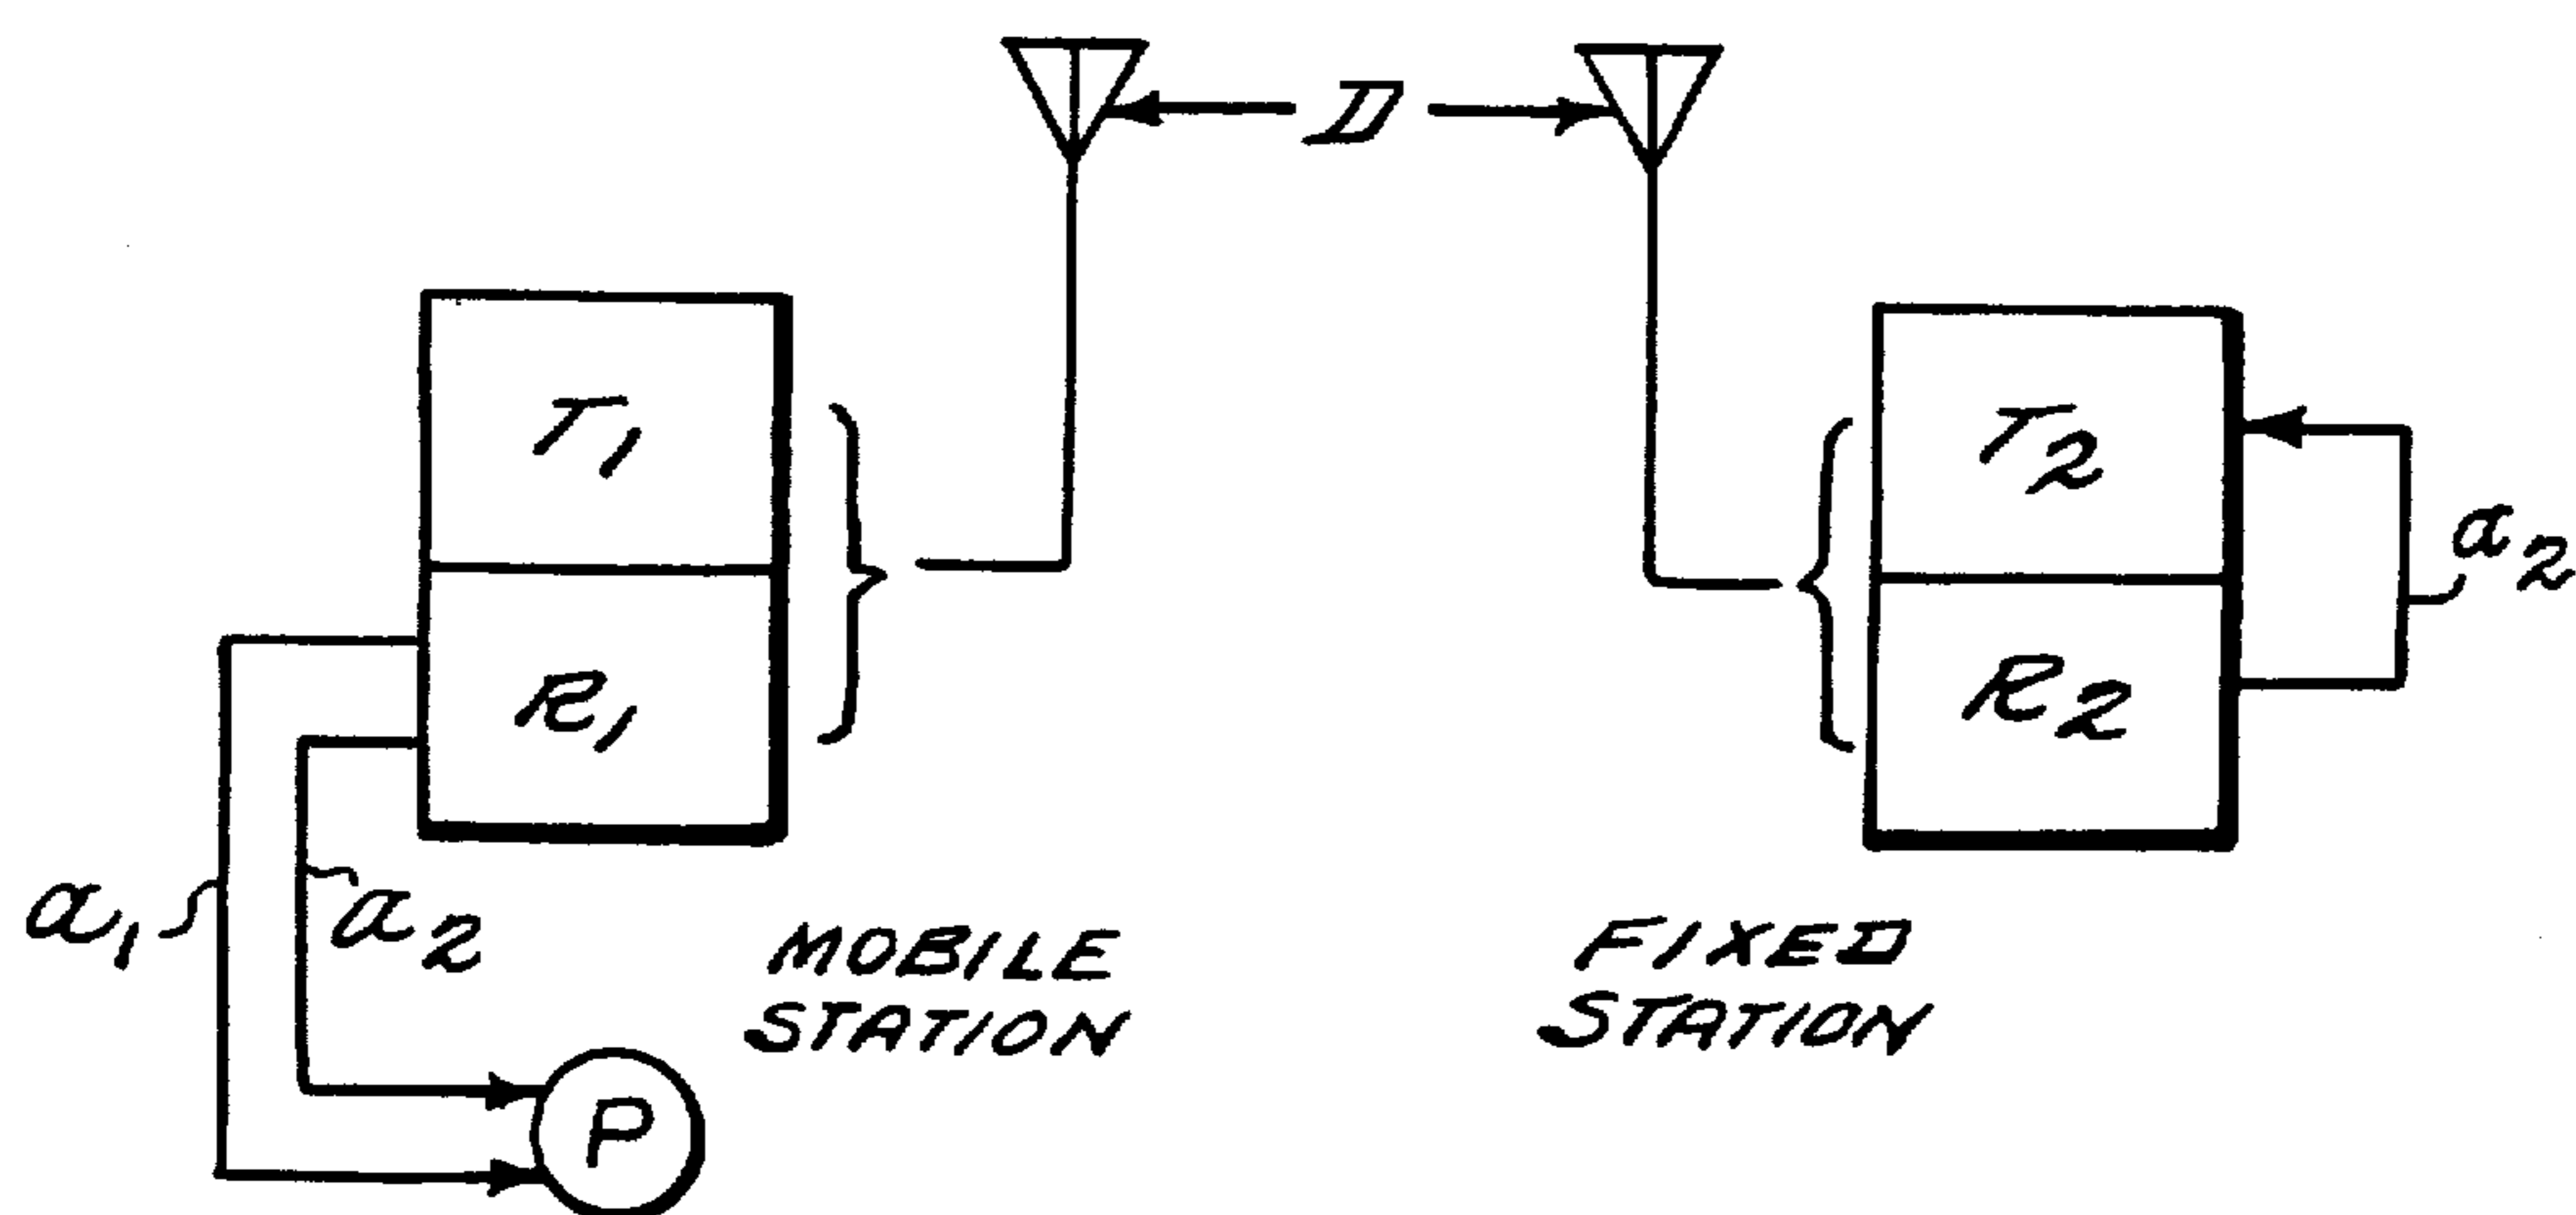 D
T1
R1
T2
R2
a2
a1
a2
MOBILE
STATION
FIXED
STATION
P